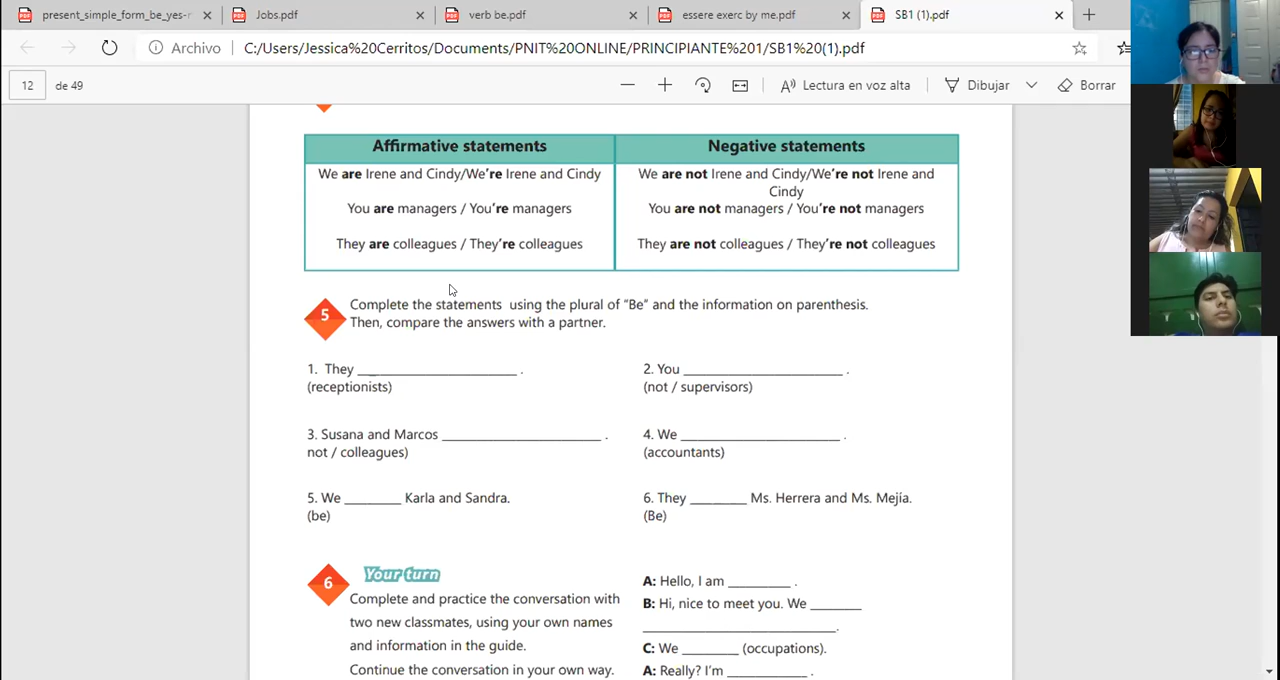 present_simple_form_be_yes-r
Jobs.pdf
verb be.pdf
essere exerc by me.pdf
SB1 (1).pdf
Archivo
C:/Users/Jessica%20Cerritos/Documents/PNIT%20ONLINE/PRINCIPIANTE%201/SB1%20(1).pdf
12 de 49
Lectura en voz alta
Dibujar
Borrar
Affirmative statements
We are Irene and Cindy/We're Irene and Cindy
You are managers / You're managers
They are colleagues / They're colleagues
Negative statements
We are not Irene and Cindy/We're not Irene and
Cindy
You are not managers / You're not managers
They are not colleagues / They're not colleagues
5
Complete the statements using the plural of "Be" and the information on parenthesis.
Then, compare the answers with a partner.
1. They ______________________ .
(receptionists)
2. You ______________________ .
(not / supervisors)
3. Susana and Marcos ______________________ .
not / colleagues)
4. We ______________________ .
(accountants)
5. We ________ Karla and Sandra.
(be)
6. They ________ Ms. Herrera and Ms. Mejía.
(Be)
6
Your turn
Complete and practice the conversation with
two new classmates, using your own names
and information in the guide.
Continue the conversation in your own way.
A: Hello, I am _________ .
B: Hi, nice to meet you. We _______
___________________________.
C: We ________ (occupations).
A: Really? I'm ___________ .